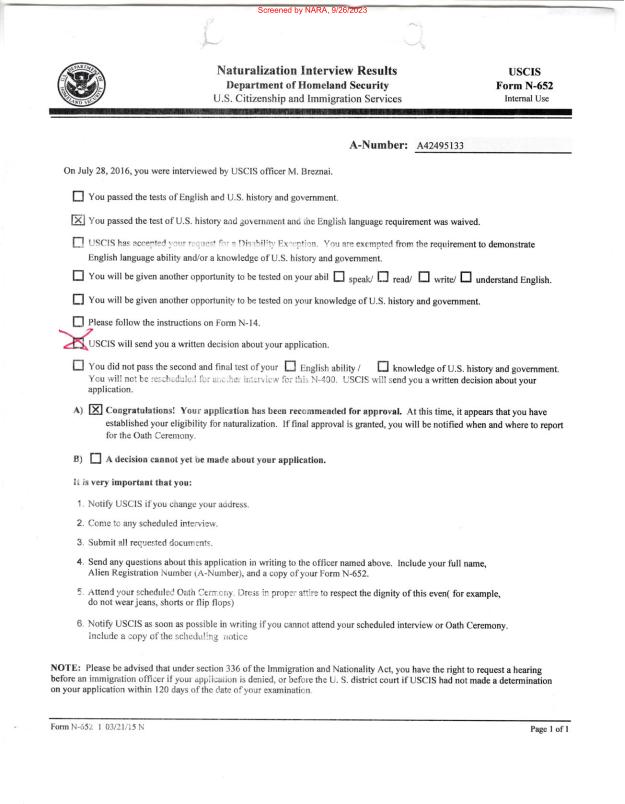 Screened by NARA, 9/26/2023
Naturalization Interview Results
Department of Homeland Security
U.S. Citizenship and Immigration Services
USCIS
Form N-652
Internal Use
A-Number: A42495133
On July 28, 2016, you were interviewed by USCIS officer M. Breznai.
You passed the tests of English and U.S. history and government.
You passed the test of U.S. history and government and the English language requirement was waived.
USCIS has accepted your request for a Disability Exception. You are exempted from the requirement to demonstrate
English language ability and/or a knowledge of U.S. history and government.
You will be given another opportunity to be tested on your abil speak/ read/ write/ understand English.
You will be given another opportunity to be tested on your knowledge of U.S. history and government.
Please follow the instructions on Form N-14.
USCIS will send you a written decision about your application.
You did not pass the second and final test of your English ability / knowledge of U.S. history and government.
You will not be rescheduled for another interview for this N-400. USCIS will send you a written decision about your
application.
A) Congratulations! Your application has been recommended for approval. At this time, it appears that you have
established your eligibility for naturalization. If final approval is granted, you will be notified when and where to report
for the Oath Ceremony.
B) A decision cannot yet be made about your application.
It is very important that you:
1. Notify USCIS if you change your address.
2. Come to any scheduled interview.
3. Submit all requested documents.
4. Send any questions about this application in writing to the officer named above. Include your full name,
Alien Registration Number (A-Number), and a copy of your Form N-652.
5. Attend your scheduled Oath Cermony. Dress in proper attire to respect the dignity of this even( for example,
do not wear jeans, shorts or flip flops)
6. Notify USCIS as soon as possible in writing if you cannot attend your scheduled interview or Oath Ceremony.
Include a copy of the scheduling notice
NOTE: Please be advised that under section 336 of the Immigration and Nationality Act, you have the right to request a hearing
before an immigration officer if your application is denied, or before the U. S. district court if USCIS had not made a determination
on your application within 120 days of the date of your examination.
Form N-652 1 03/21/15 N
Page 1 of 1